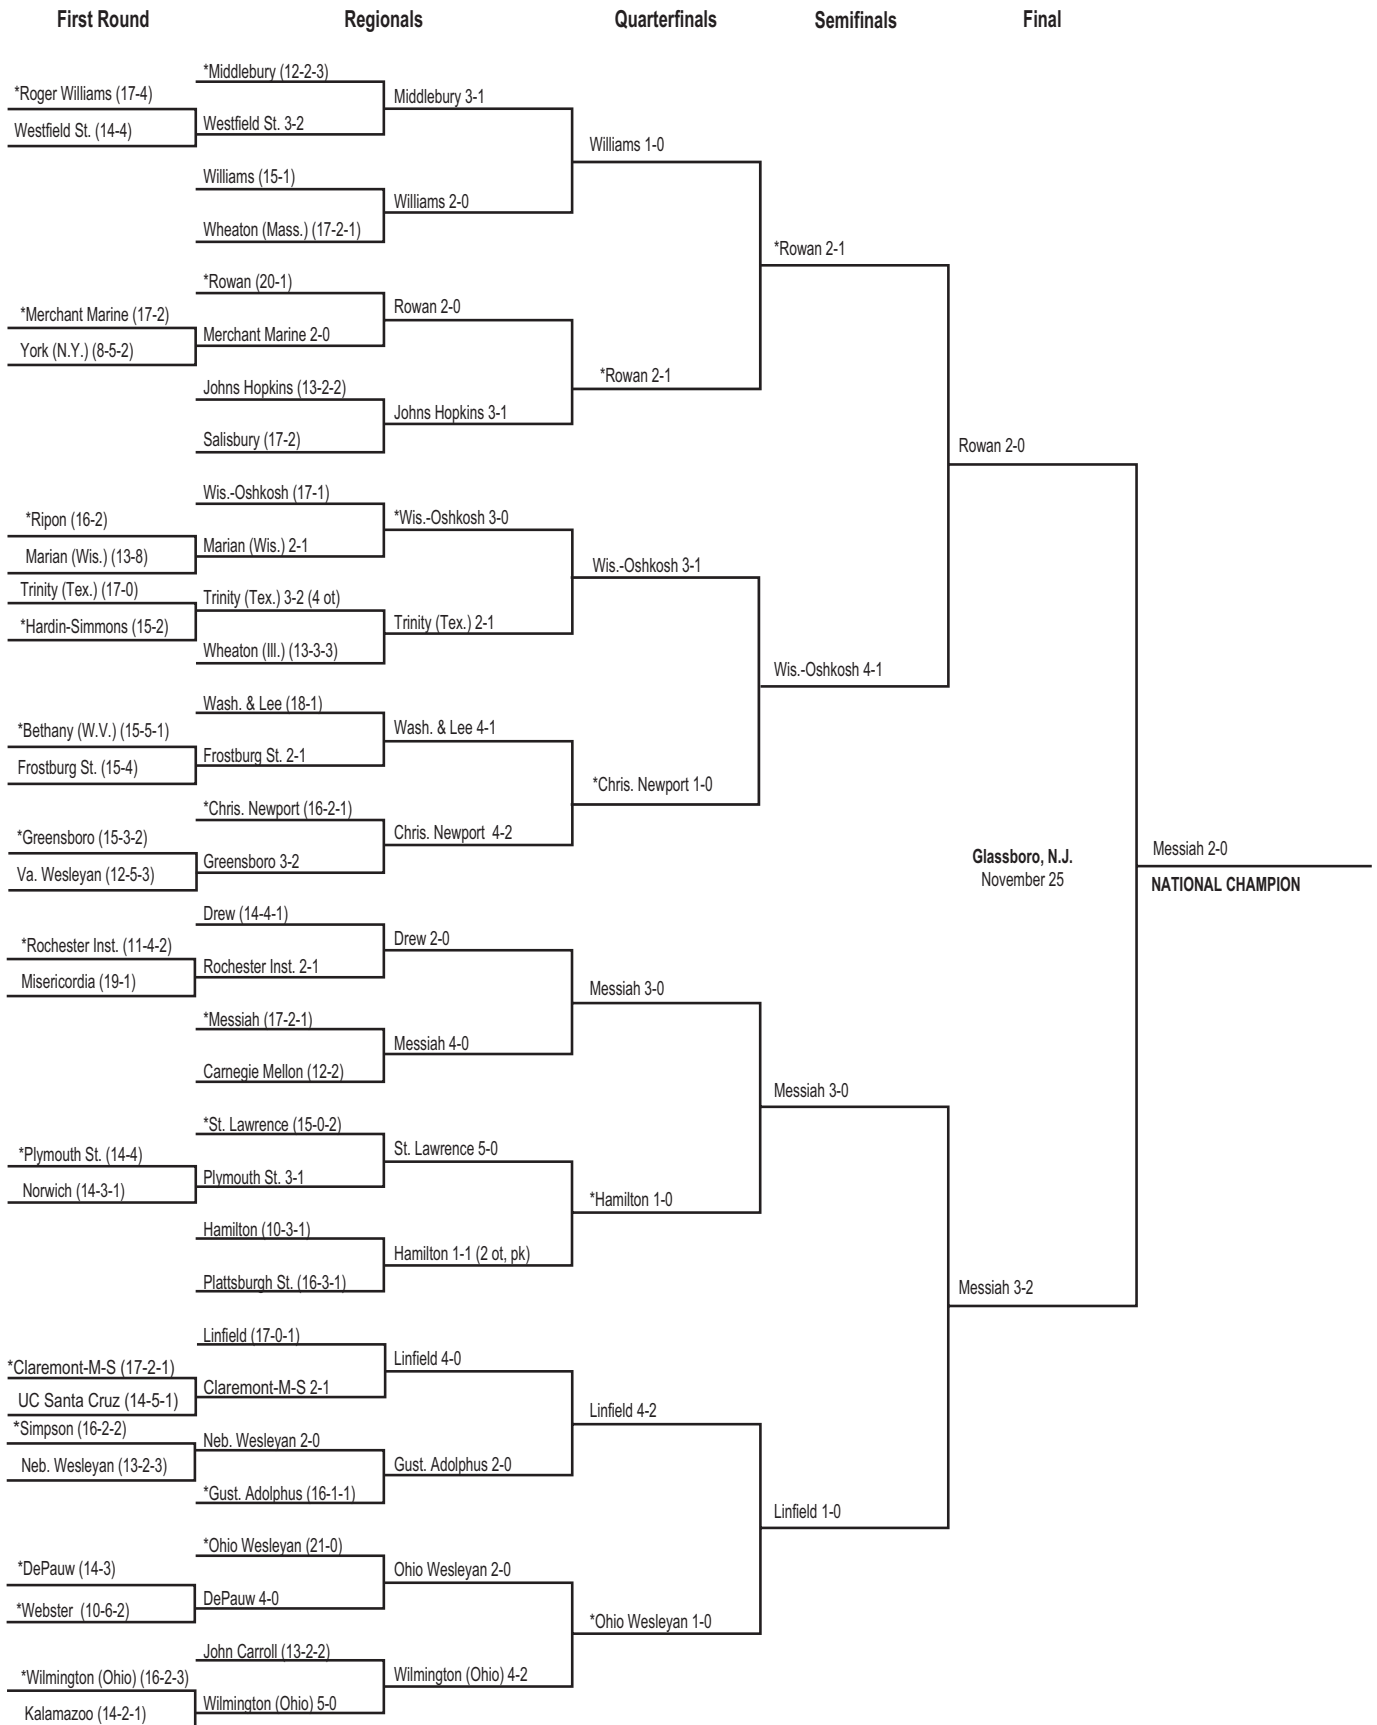 First Round
Regionals
Quarterfinals
Semifinals
Final
*Roger Williams (17-4)
Westfield St. (14-4)
*Merchant Marine (17-2)
York (N.Y.) (8-5-2)
*Ripon (16-2)
Marian (Wis.) (13-8)
Trinity (Tex.) (17-0)
*Hardin-Simmons (15-2)
*Bethany (W.V.) (15-5-1)
Frostburg St. (15-4)
*Greensboro (15-3-2)
Va. Wesleyan (12-5-3)
*Rochester Inst. (11-4-2)
Misericordia (19-1)
*Plymouth St. (14-4)
Norwich (14-3-1)
*Claremont-M-S (17-2-1)
UC Santa Cruz (14-5-1)
*Simpson (16-2-2)
Neb. Wesleyan (13-2-3)
*DePauw (14-3)
*Webster (10-6-2)
*Wilmington (Ohio) (16-2-3)
Kalamazoo (14-2-1)
*Middlebury (12-2-3)
Westfield St. 3-2
Williams (15-1)
Wheaton (Mass.) (17-2-1)
*Rowan (20-1)
Merchant Marine 2-0
Johns Hopkins (13-2-2)
Salisbury (17-2)
Wis.-Oshkosh (17-1)
Marian (Wis.) 2-1
Trinity (Tex.) 3-2 (4 ot)
Wheaton (Ill.) (13-3-3)
Wash. & Lee (18-1)
Frostburg St. 2-1
*Chris. Newport (16-2-1)
Greensboro 3-2
Drew (14-4-1)
Rochester Inst. 2-1
*Messiah (17-2-1)
Carnegie Mellon (12-2)
*St. Lawrence (15-0-2)
Plymouth St. 3-1
Hamilton (10-3-1)
Plattsburgh St. (16-3-1)
Linfield (17-0-1)
Claremont-M-S 2-1
Neb. Wesleyan 2-0
*Gust. Adolphus (16-1-1)
*Ohio Wesleyan (21-0)
DePauw 4-0
John Carroll (13-2-2)
Wilmington (Ohio) 5-0
Middlebury 3-1
Williams 2-0
Rowan 2-0
Johns Hopkins 3-1
*Wis.-Oshkosh 3-0
Trinity (Tex.) 2-1
Wash. & Lee 4-1
Chris. Newport 4-2
Drew 2-0
Messiah 4-0
St. Lawrence 5-0
Hamilton 1-1 (2 ot, pk)
Linfield 4-0
Gust. Adolphus 2-0
Ohio Wesleyan 2-0
Wilmington (Ohio) 4-2
Williams 1-0
*Rowan 2-1
Wis.-Oshkosh 3-1
*Chris. Newport 1-0
Messiah 3-0
*Hamilton 1-0
Linfield 4-2
*Ohio Wesleyan 1-0
*Rowan 2-1
Wis.-Oshkosh 4-1
Messiah 3-0
Linfield 1-0
Rowan 2-0
Messiah 3-2
Glassboro, N.J.
November 25
Messiah 2-0
NATIONAL CHAMPION